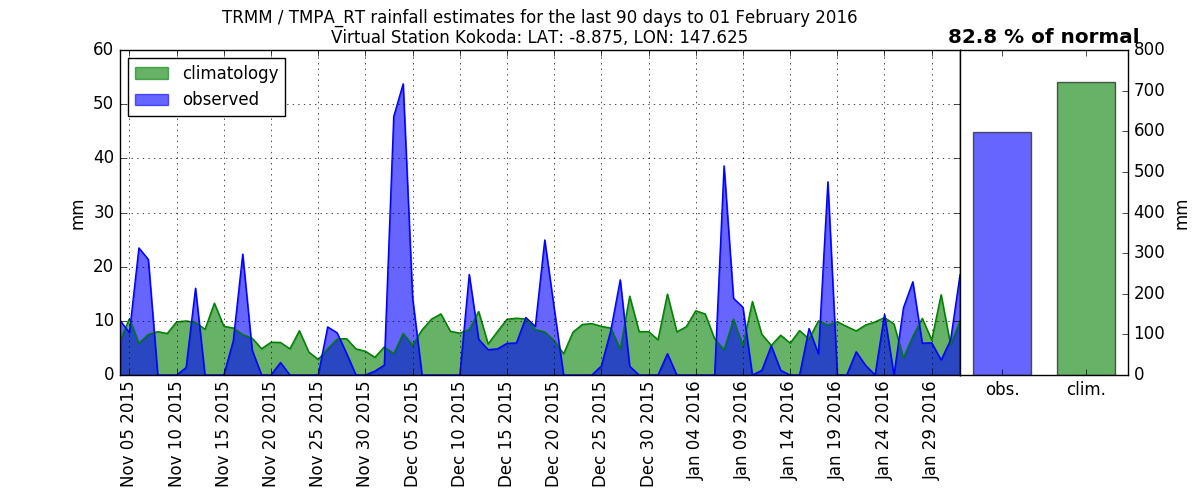 TRMM / TMPA_RT rainfall estimates for the last 90 days to 01 February 2016
Virtual Station Kokoda: LAT: -8.875, LON: 147.625
82.8 % of normal
climatology
observed
60
50
40
30
20
10
0
mm
Nov 05 2015
Nov 10 2015
Nov 15 2015
Nov 20 2015
Nov 25 2015
Nov 30 2015
Dec 05 2015
Dec 10 2015
Dec 15 2015
Dec 20 2015
Dec 25 2015
Dec 30 2015
Jan 04 2016
Jan 09 2016
Jan 14 2016
Jan 19 2016
Jan 24 2016
Jan 29 2016
obs.
clim.
800
700
600
500
400
300
200
100
0
mm